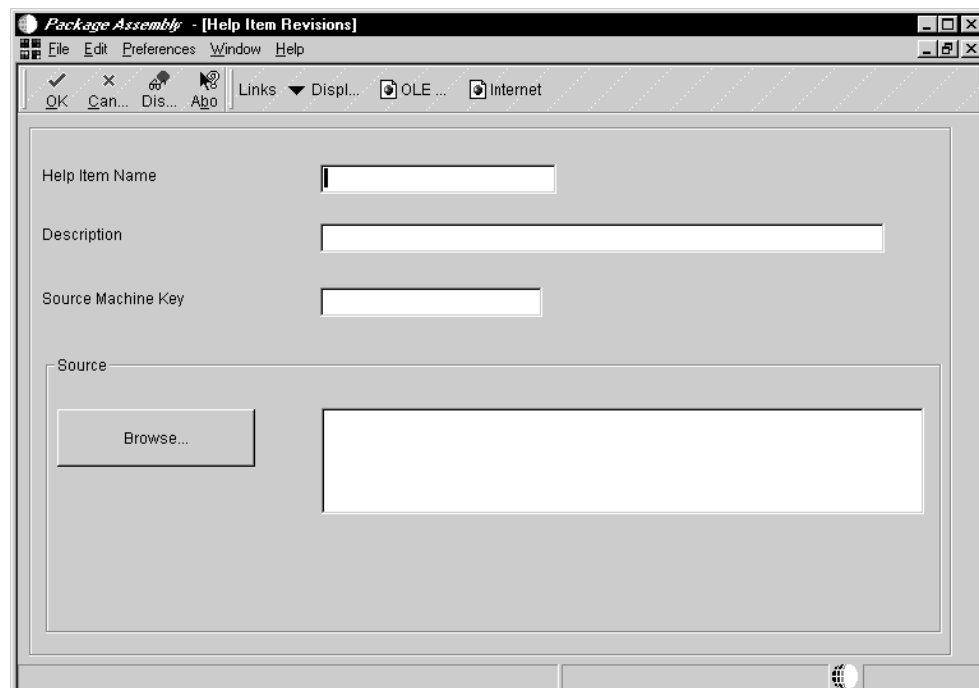 Package Assembly - [Help Item Revisions]
File Edit Preferences Window Help
OK Can... Dis... Abo Links Displ... OLE ... Internet
Help Item Name
Description
Source Machine Key
Source
Browse...